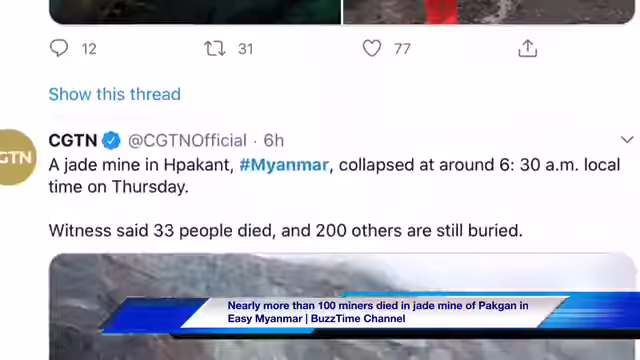 12 31 77
Show this thread
CGTN @CGTNOfficial · 6h
GTN
A jade mine in Hpakant, #Myanmar, collapsed at around 6: 30 a.m. local
time on Thursday.
Witness said 33 people died, and 200 others are still buried.
Nearly more than 100 miners died in jade mine of Pakgan in
Easy Myanmar | BuzzTime Channel